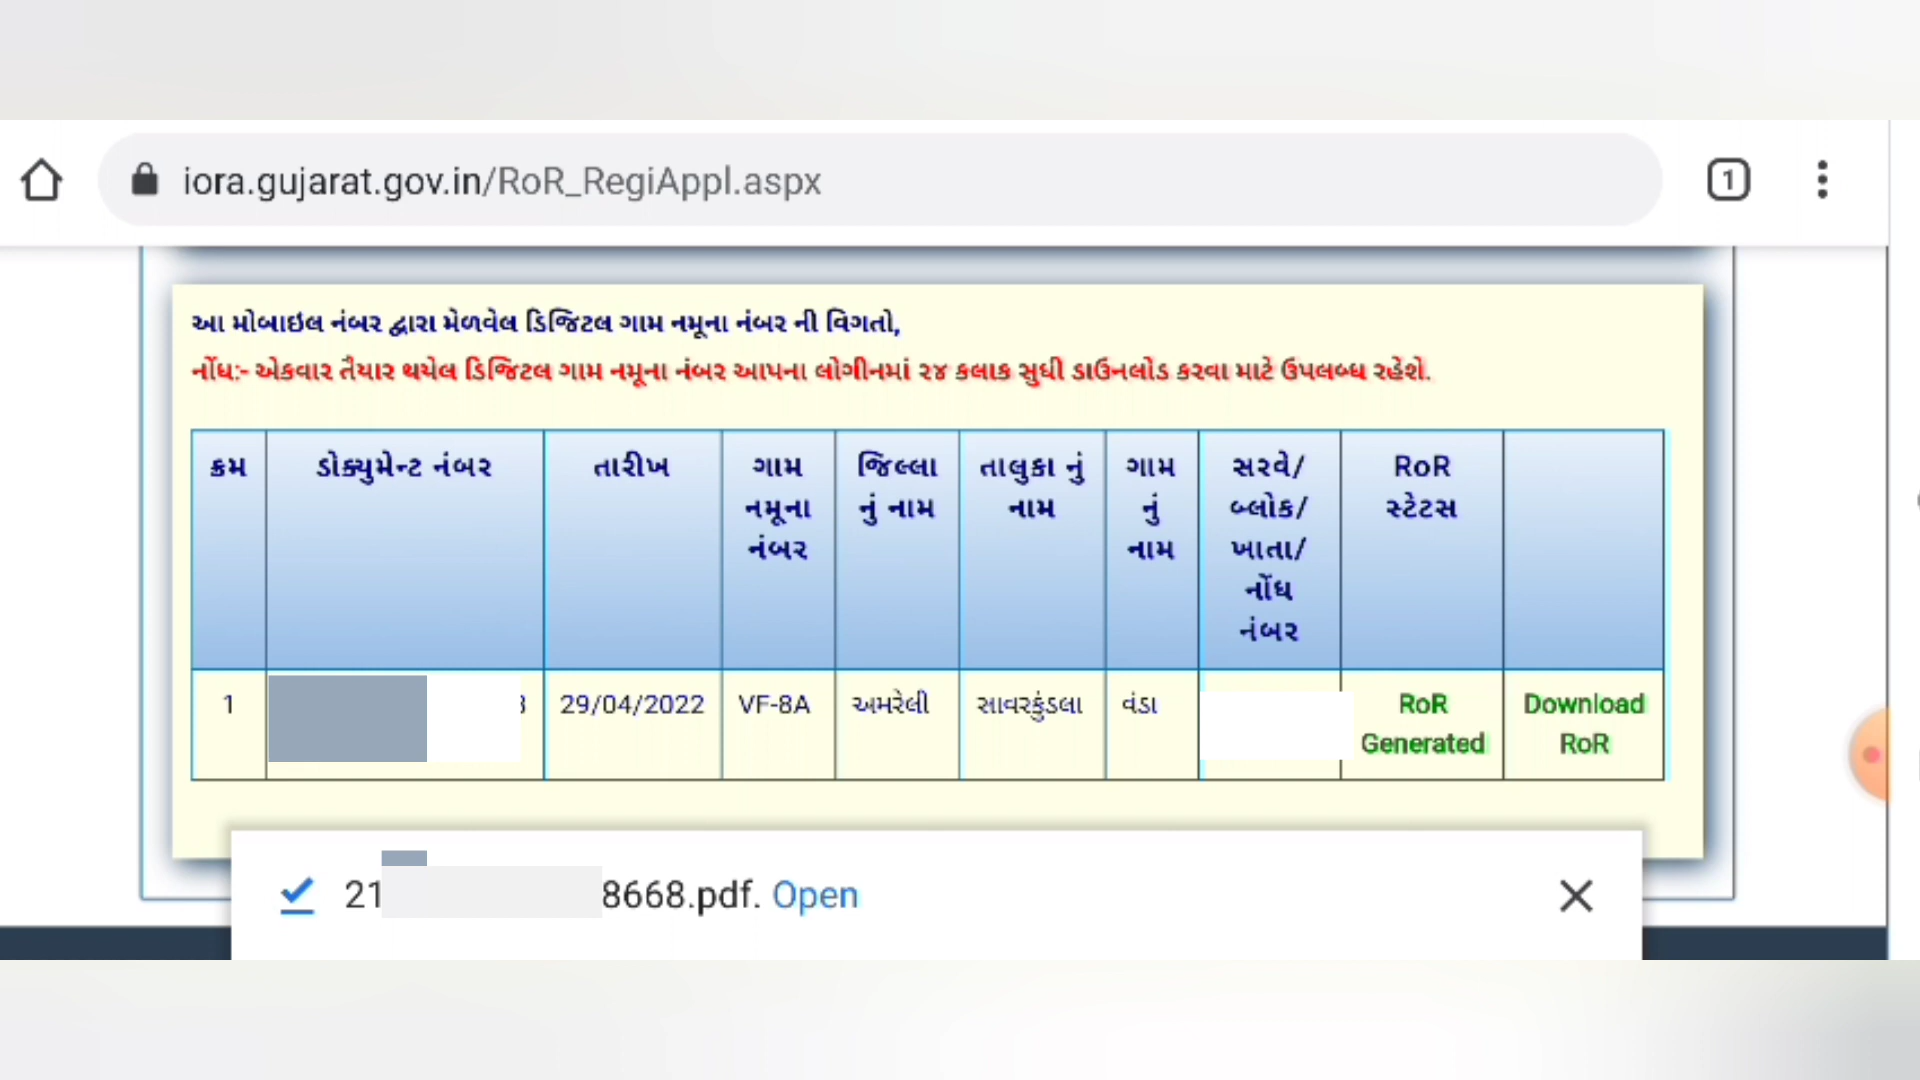 iora.gujarat.gov.in/RoR_RegiAppl.aspx
1
આ મોબાઇલ નંબર દ્વારા મેળવેલ ડિજિટલ ગામ નમૂના નંબર ની વિગતો,
નોંધ:- એકવાર તૈયાર થયેલ ડિજિટલ ગામ નમૂના નંબર આપના લોગીનમાં ૨૪ કલાક સુધી ડાઉનલોડ કરવા માટે ઉપલબ્ધ રહેશે.
ક્રમ ડોક્યુમેન્ટ નંબર તારીખ ગામ જિલ્લા તાલુકા નું ગામ સરવે/ RoR
નમૂના નું નામ નામ નું બ્લોક/ સ્ટેટસ
નંબર નામ ખાતા/
નોંધ
નંબર
1 29/04/2022 VF-8A અમરેલી સાવરકુંડલા વંડા RoR Download
Generated RoR
21 8668.pdf. Open